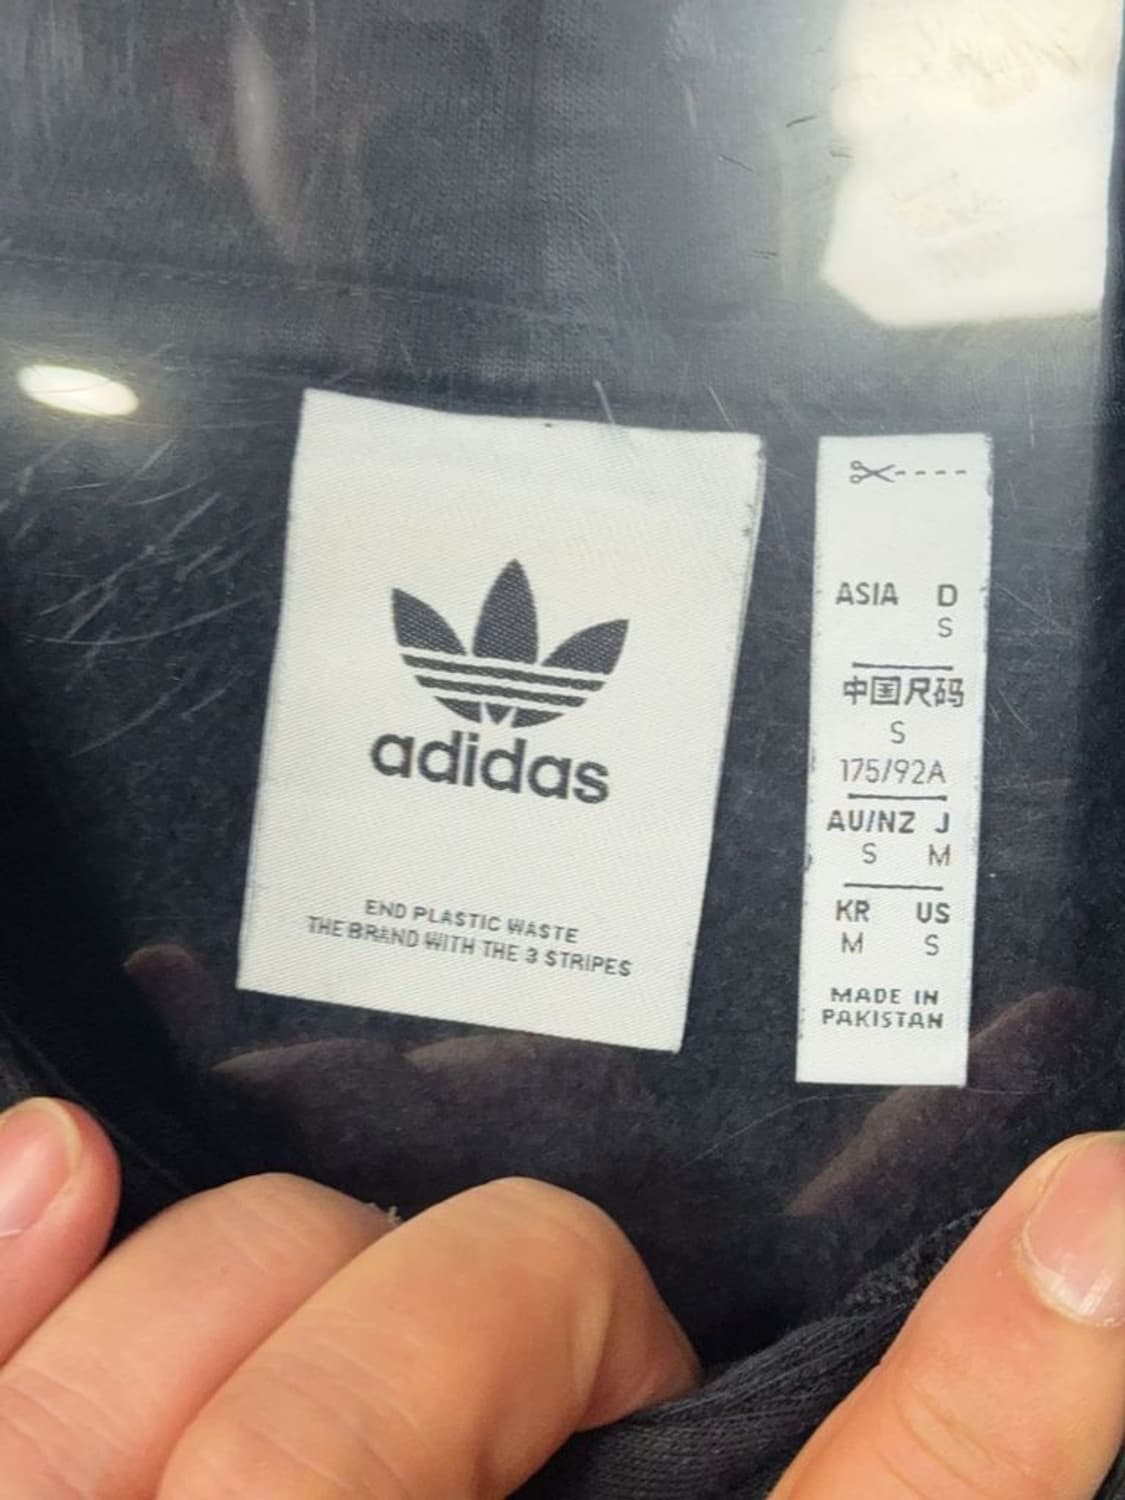 adidas
END PLASTIC WASTE
THE BRAND WITH THE 3 STRIPES
ASIA D
S
中国尺码
S
175/92A
AU/NZ J
S M
KR US
M S
MADE IN
PAKISTAN